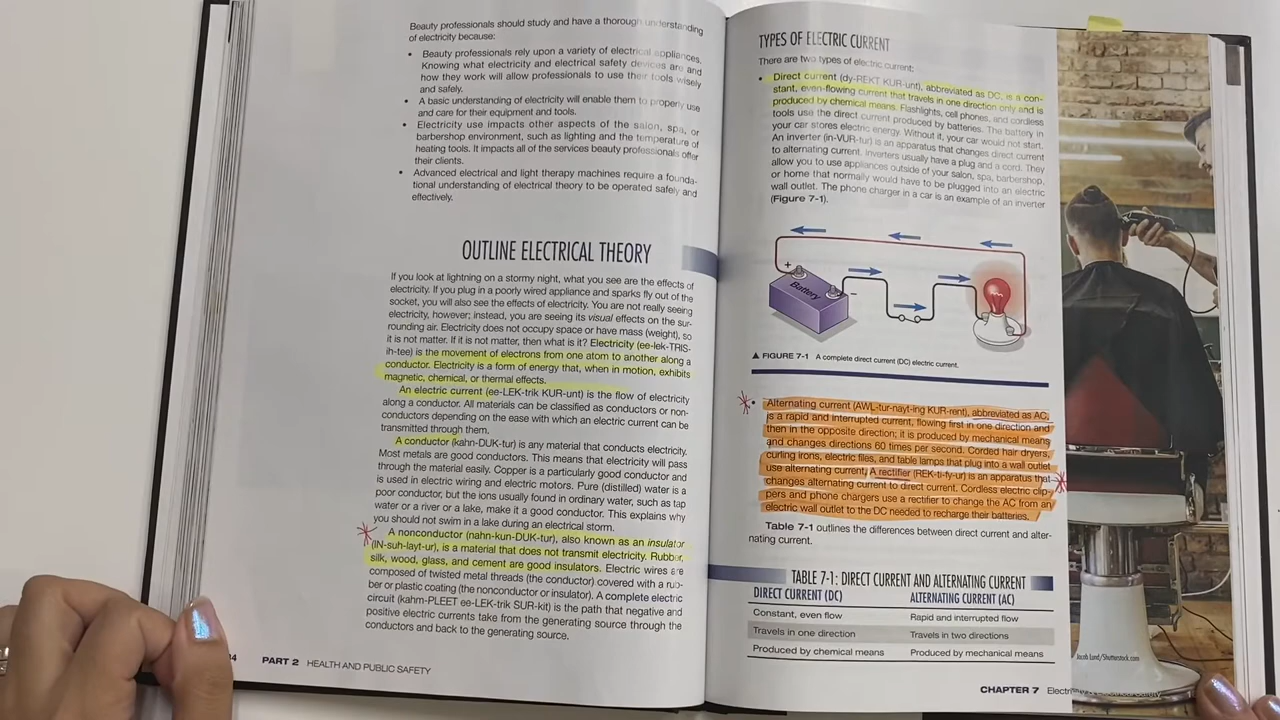 Beauty professionals should study and have a thorough understanding
of electricity because:
• Beauty professionals rely upon a variety of electrical appliances.
Knowing what electricity and electrical safety devices are and
how they work will allow professionals to use their tools wisely
and safely.
• A basic understanding of electricity will enable them to properly use
and care for their equipment and tools.
• Electricity use impacts other aspects of the salon, spa, or
barbershop environment, such as lighting and the temperature of
heating tools. It impacts all of the services beauty professionals offer
their clients.
• Advanced electrical and light therapy machines require a founda-
tional understanding of electrical theory to be operated safely and
effectively.
OUTLINE ELECTRICAL THEORY
If you look at lightning on a stormy night, what you see are the effects of
electricity. If you plug in a poorly wired appliance and sparks fly out of the
socket, you will also see the effects of electricity. You are not really seeing
electricity, however; instead, you are seeing its visual effects on the sur-
rounding air. Electricity does not occupy space or have mass (weight), so
it is not matter. If it is not matter, then what is it? Electricity (ee-lek-TRIS-
ih-tee) is the movement of electrons from one atom to another along a
conductor. Electricity is a form of energy that, when in motion, exhibits
magnetic, chemical, or thermal effects.
An electric current (ee-LEK-trik KUR-unt) is the flow of electricity
along a conductor. All materials can be classified as conductors or non-
conductors depending on the ease with which an electric current can be
transmitted through them.
A conductor (kahn-DUK-tur) is any material that conducts electricity.
Most metals are good conductors. This means that electricity will pass
through the material easily. Copper is a particularly good conductor and
is used in electric wiring and electric motors. Pure (distilled) water is a
poor conductor, but the ions usually found in ordinary water, such as tap
water or a river or a lake, make it a good conductor. This explains why
you should not swim in a lake during an electrical storm.
A nonconductor (nahn-kun-DUK-tur), also known as an insulator
(IN-suh-layt-ur), is a material that does not transmit electricity. Rubber,
silk, wood, glass, and cement are good insulators. Electric wires are
composed of twisted metal threads (the conductor) covered with a rub-
ber or plastic coating (the nonconductor or insulator). A complete electric
circuit (kahm-PLEET ee-LEK-trik SUR-kit) is the path that negative and
positive electric currents take from the generating source through the
conductors and back to the generating source.
PART 2 HEALTH AND PUBLIC SAFETY
TYPES OF ELECTRIC CURRENT
There are two types of electric current:
• Direct current (dy-REKT KUR-unt), abbreviated as DC, is a con-
stant, even-flowing current that travels in one direction only and is
produced by chemical means. Flashlights, cell phones, and cordless
tools use the direct current produced by batteries. The battery in
your car stores electric energy. Without it, your car would not start.
An inverter (in-VUR-tur) is an apparatus that changes direct current
to alternating current. Inverters usually have a plug and a cord. They
allow you to use appliances outside of your salon, spa, barbershop,
or home that normally would have to be plugged into an electric
wall outlet. The phone charger in a car is an example of an inverter
(Figure 7-1).
+
Battery
−
▲ FIGURE 7-1 A complete direct current (DC) electric current.
• Alternating current (AWL-tur-nayt-ing KUR-rent), abbreviated as AC,
is a rapid and interrupted current, flowing first in one direction and
then in the opposite direction; it is produced by mechanical means
and changes directions 60 times per second. Corded hair dryers,
curling irons, electric files, and table lamps that plug into a wall outlet
use alternating current. A rectifier (REK-ti-fy-ur) is an apparatus that
changes alternating current to direct current. Cordless electric clip-
pers and phone chargers use a rectifier to change the AC from an
electric wall outlet to the DC needed to recharge their batteries.
Table 7-1 outlines the differences between direct current and alter-
nating current.
TABLE 7-1: DIRECT CURRENT AND ALTERNATING CURRENT
DIRECT CURRENT (DC) ALTERNATING CURRENT (AC)
Constant, even flow Rapid and interrupted flow
Travels in one direction Travels in two directions
Produced by chemical means Produced by mechanical means
Jacob Lund/Shutterstock.com
CHAPTER 7